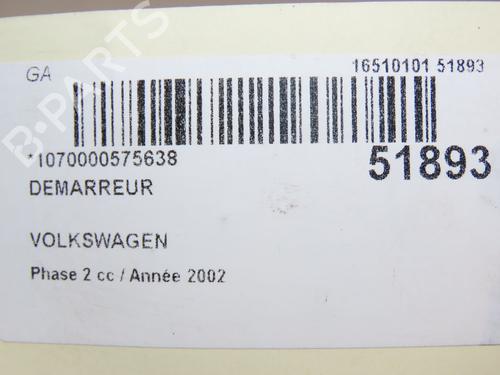 GA
16510101 51893
*1070000575638
51893
DEMARREUR
VOLKSWAGEN
Phase 2 cc / Année 2002
B-PARTS